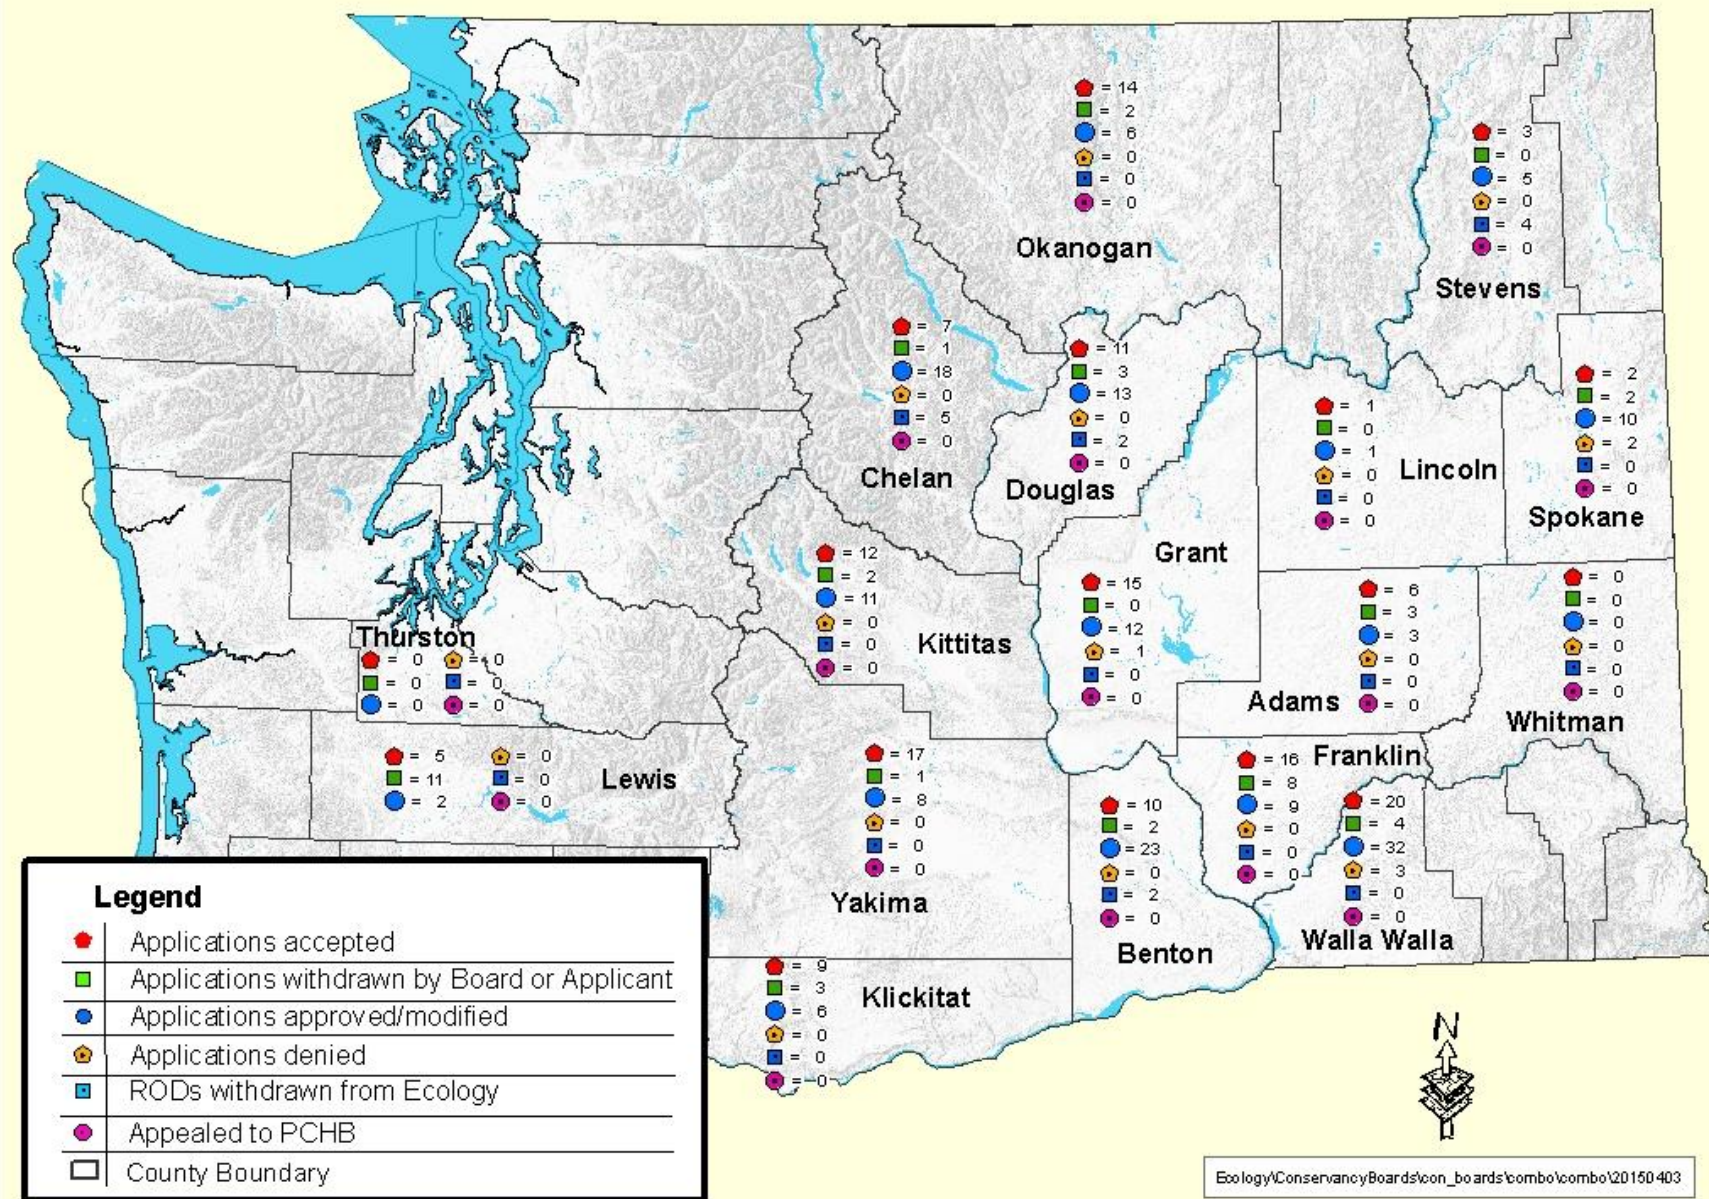 = 14
= 2
= 6
= 0
= 0
= 0
Okanogan
= 3
= 0
= 5
= 0
= 4
= 0
Stevens
= 7
= 1
= 18
= 0
= 5
= 0
Chelan
= 11
= 3
= 13
= 0
= 2
= 0
Douglas
= 1
= 0
= 1
= 0
= 0
= 0
Lincoln
= 2
= 2
= 10
= 2
= 0
= 0
Spokane
= 12
= 2
= 11
= 0
= 0
= 0
Kittitas
Grant
= 15
= 0
= 12
= 1
= 0
= 0
= 6
= 3
= 3
= 0
= 0
= 0
Adams
= 0
= 0
= 0
= 0
= 0
= 0
Whitman
Thurston
= 0 = 0
= 0 = 0
= 0 = 0
= 5 = 0
= 11 = 0
= 2 = 0
Lewis
= 17
= 1
= 8
= 0
= 0
= 0
Yakima
= 10
= 2
= 23
= 0
= 2
= 0
Benton
Franklin
= 16
= 8
= 9
= 0
= 0
= 0
= 20
= 4
= 32
= 3
= 0
= 0
Walla Walla
= 9
= 3
= 6
= 0
= 0
= 0
Klickitat
Legend
Applications accepted
Applications withdrawn by Board or Applicant
Applications approved/modified
Applications denied
RODs withdrawn from Ecology
Appealed to PCHB
County Boundary
N
Ecology\ConservancyBoards\con_boards\combo\combo\20150403